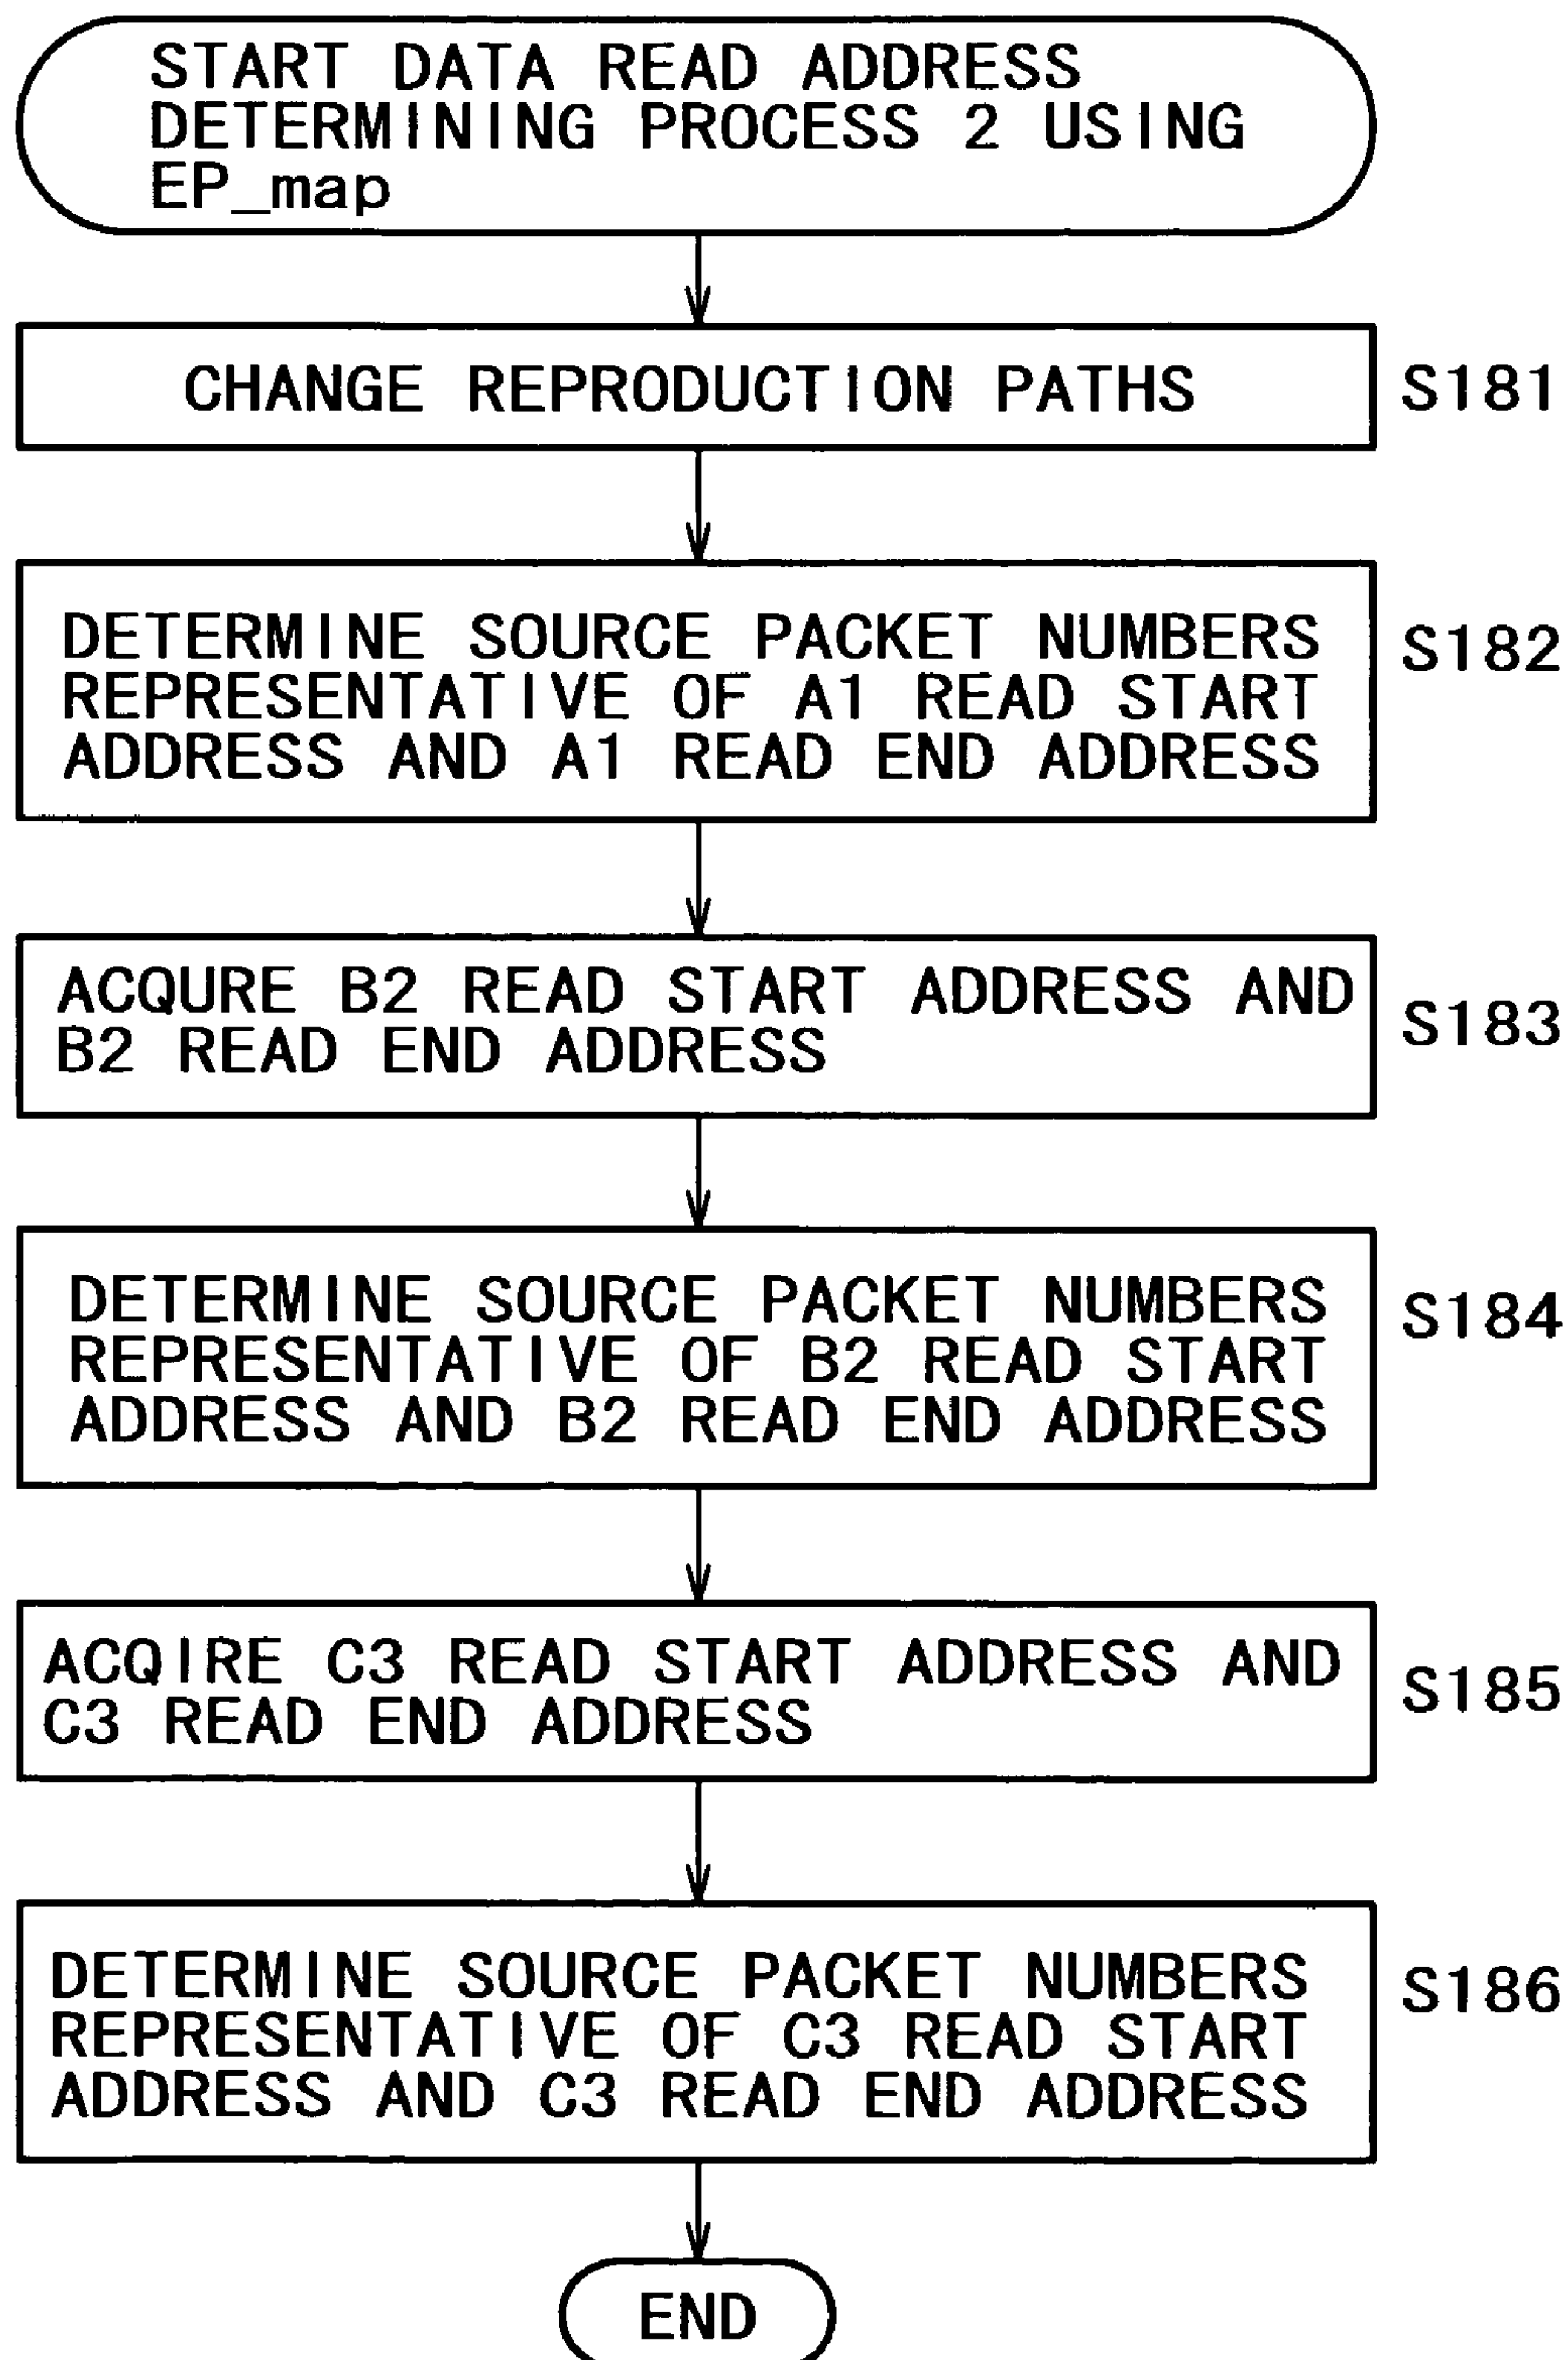 START DATA READ ADDRESS
DETERMINING PROCESS 2 USING
EP_map
CHANGE REPRODUCTION PATHS
S181
DETERMINE SOURCE PACKET NUMBERS
REPRESENTATIVE OF A1 READ START
ADDRESS AND A1 READ END ADDRESS
S182
ACQURE B2 READ START ADDRESS AND
B2 READ END ADDRESS
S183
DETERMINE SOURCE PACKET NUMBERS
REPRESENTATIVE OF B2 READ START
ADDRESS AND B2 READ END ADDRESS
S184
ACQIRE C3 READ START ADDRESS AND
C3 READ END ADDRESS
S185
DETERMINE SOURCE PACKET NUMBERS
REPRESENTATIVE OF C3 READ START
ADDRESS AND C3 READ END ADDRESS
S186
END